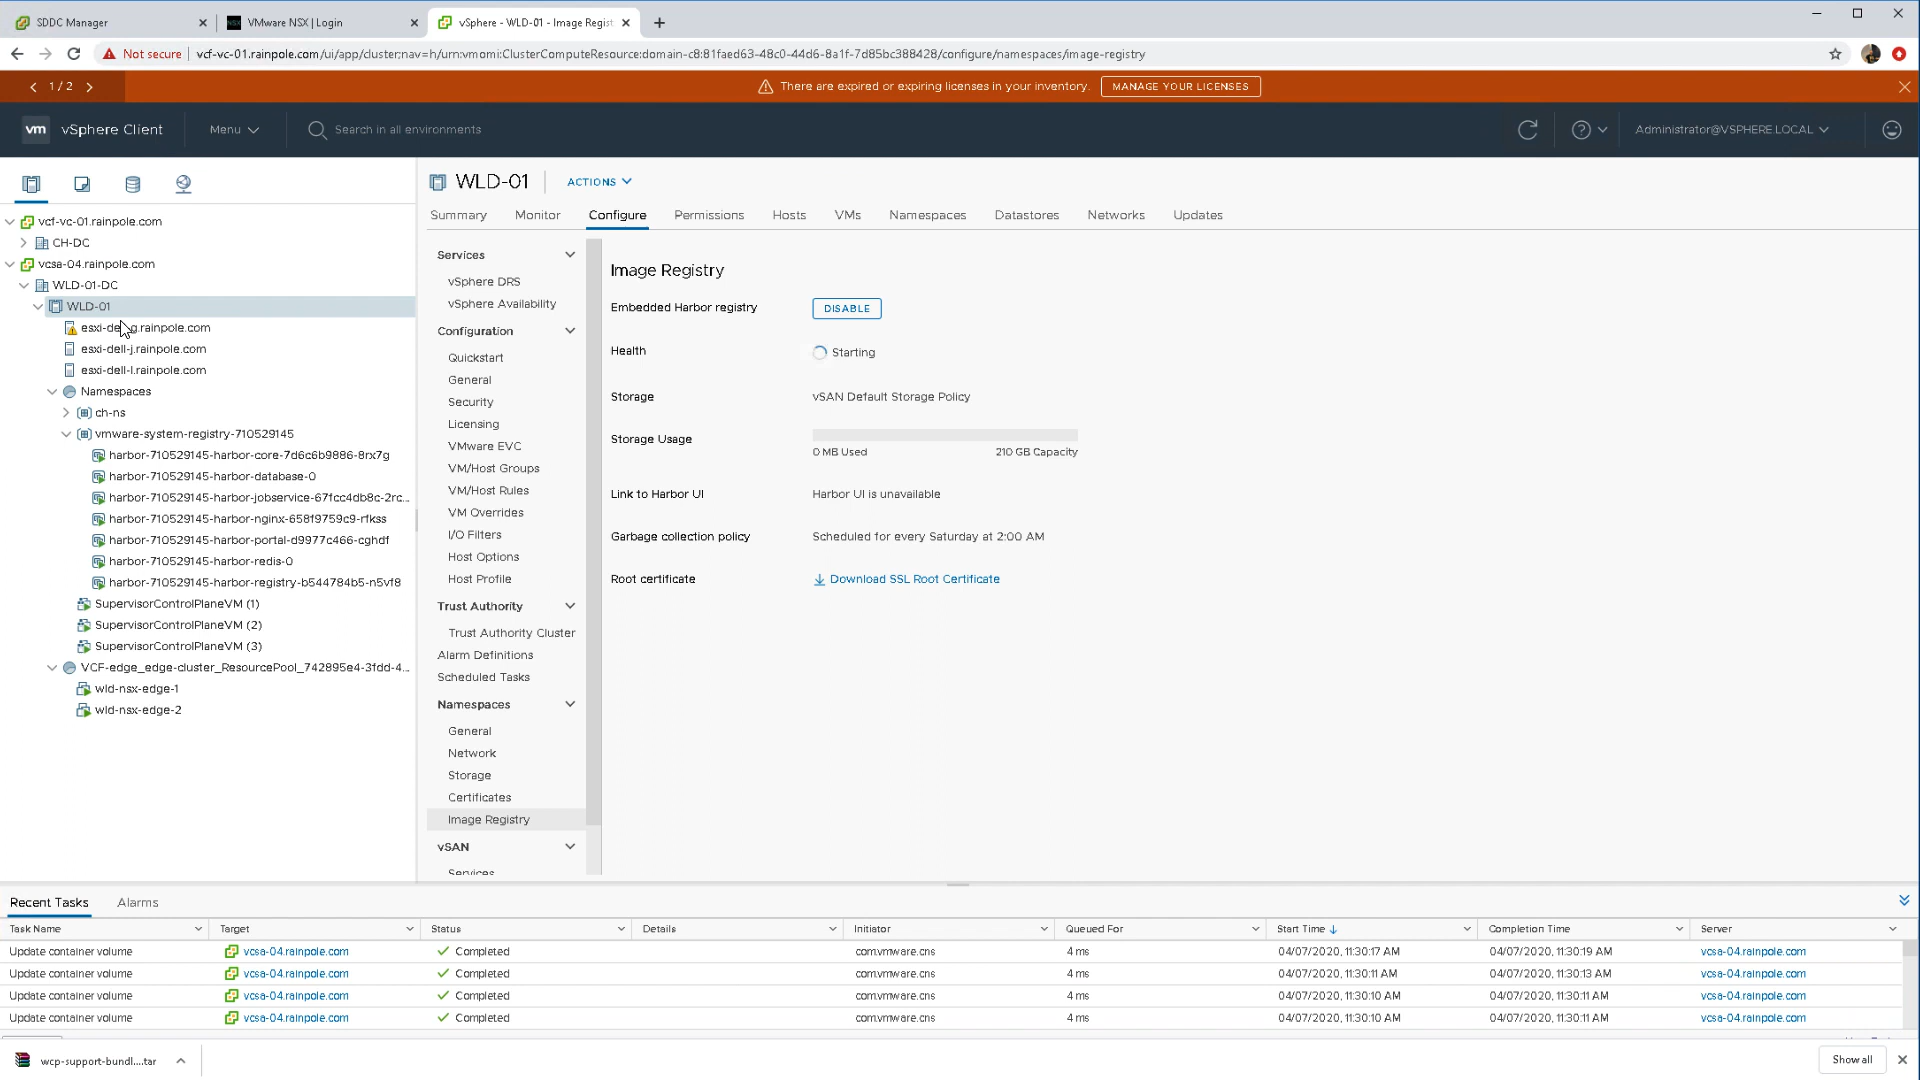 SDDC Manager
VMware NSX | Login
vSphere - WLD-01 - Image Regist
Not secure
vcf-vc-01.rainpole.com/ui/app/cluster;nav=h/urn:vmomi:ClusterComputeResource:domain-c8:81faed63-48c0-44d6-8a1f-7d85bc388428/configure/namespaces/image-registry
1 / 2
There are expired or expiring licenses in your inventory.
MANAGE YOUR LICENSES
vm
vSphere Client
Menu
Search in all environments
Administrator@VSPHERE.LOCAL
vcf-vc-01.rainpole.com
CH-DC
vcsa-04.rainpole.com
WLD-01-DC
WLD-01
esxi-dell-g.rainpole.com
esxi-dell-j.rainpole.com
esxi-dell-l.rainpole.com
Namespaces
ch-ns
vmware-system-registry-710529145
harbor-710529145-harbor-core-7d6c6b9886-8rx7g
harbor-710529145-harbor-database-0
harbor-710529145-harbor-jobservice-67fcc4db8c-2rc...
harbor-710529145-harbor-nginx-658f9759c9-rfkss
harbor-710529145-harbor-portal-d9977c466-cghdf
harbor-710529145-harbor-redis-0
harbor-710529145-harbor-registry-b544784b5-n5vf8
SupervisorControlPlaneVM (1)
SupervisorControlPlaneVM (2)
SupervisorControlPlaneVM (3)
VCF-edge_edge-cluster_ResourcePool_742895e4-3fdd-4...
wld-nsx-edge-1
wld-nsx-edge-2
WLD-01
ACTIONS
Summary
Monitor
Configure
Permissions
Hosts
VMs
Namespaces
Datastores
Networks
Updates
Services
vSphere DRS
vSphere Availability
Configuration
Quickstart
General
Security
Licensing
VMware EVC
VM/Host Groups
VM/Host Rules
VM Overrides
I/O Filters
Host Options
Host Profile
Trust Authority
Trust Authority Cluster
Alarm Definitions
Scheduled Tasks
Namespaces
General
Network
Storage
Certificates
Image Registry
vSAN
Services
Image Registry
Embedded Harbor registry
DISABLE
Health
Starting
Storage
vSAN Default Storage Policy
Storage Usage
0 MB Used
210 GB Capacity
Link to Harbor UI
Harbor UI is unavailable
Garbage collection policy
Scheduled for every Saturday at 2:00 AM
Root certificate
Download SSL Root Certificate
Recent Tasks
Alarms
Task Name Target Status Details Initiator Queued For Start Time Completion Time Server
Update container volume vcsa-04.rainpole.com Completed com.vmware.cns 4 ms 04/07/2020, 11:30:17 AM 04/07/2020, 11:30:19 AM vcsa-04.rainpole.com
Update container volume vcsa-04.rainpole.com Completed com.vmware.cns 4 ms 04/07/2020, 11:30:11 AM 04/07/2020, 11:30:13 AM vcsa-04.rainpole.com
Update container volume vcsa-04.rainpole.com Completed com.vmware.cns 4 ms 04/07/2020, 11:30:10 AM 04/07/2020, 11:30:11 AM vcsa-04.rainpole.com
Update container volume vcsa-04.rainpole.com Completed com.vmware.cns 4 ms 04/07/2020, 11:30:10 AM 04/07/2020, 11:30:11 AM vcsa-04.rainpole.com
wcp-support-bundl....tar
Show all